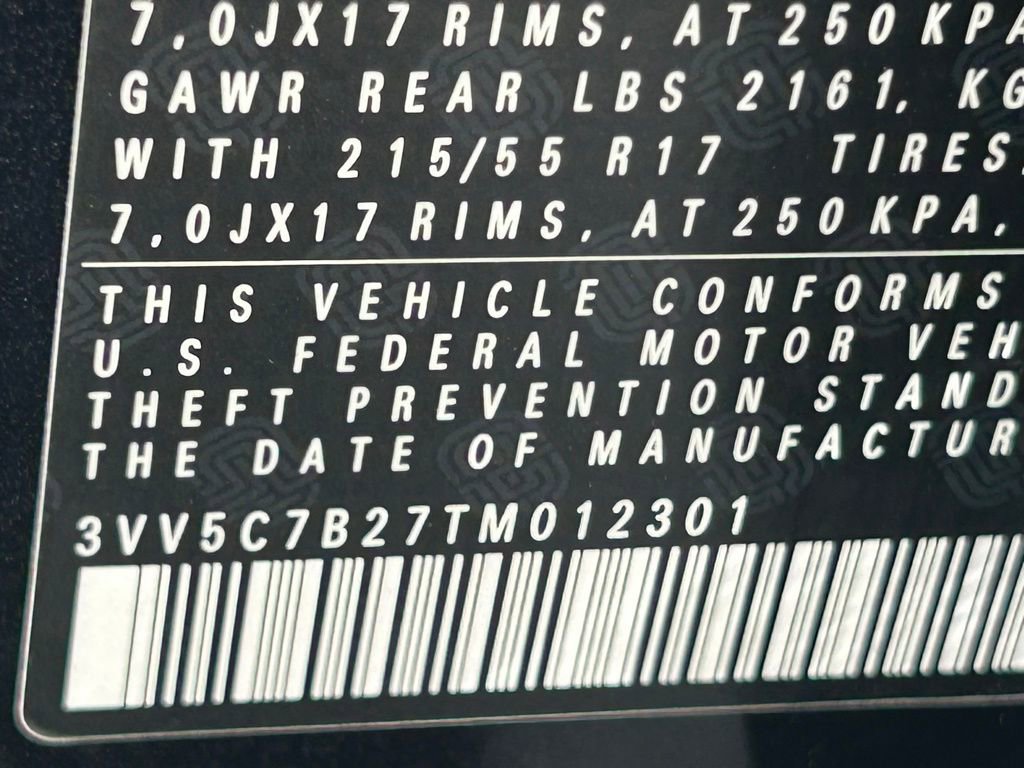 7.0JX17 RIMS, AT 250 KPA
GAWR REAR LBS 2161, KG
WITH 215/55 R17 TIRES,
7.0JX17 RIMS, AT 250 KPA,
THIS VEHICLE CONFORMS
U.S. FEDERAL MOTOR VEH
THEFT PREVENTION STAND
THE DATE OF MANUFACTUR
3VV5C7B27TM012301